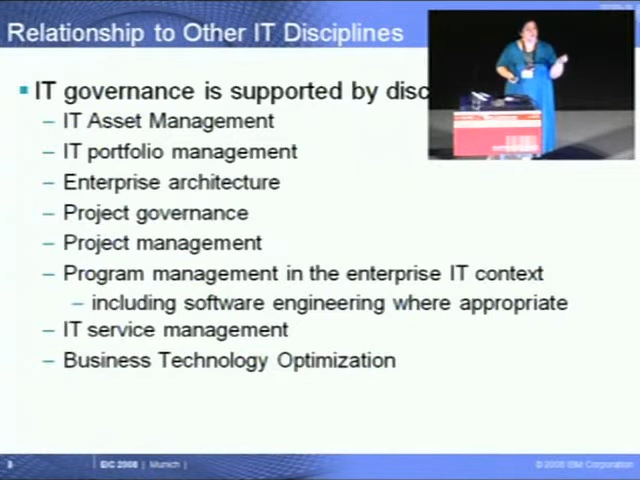 Relationship to Other IT Disciplines
IT governance is supported by disc
– IT Asset Management
– IT portfolio management
– Enterprise architecture
– Project governance
– Project management
– Program management in the enterprise IT context
– including software engineering where appropriate
– IT service management
– Business Technology Optimization
EIC 2008 | Munich |
© 2008 IBM Corporation